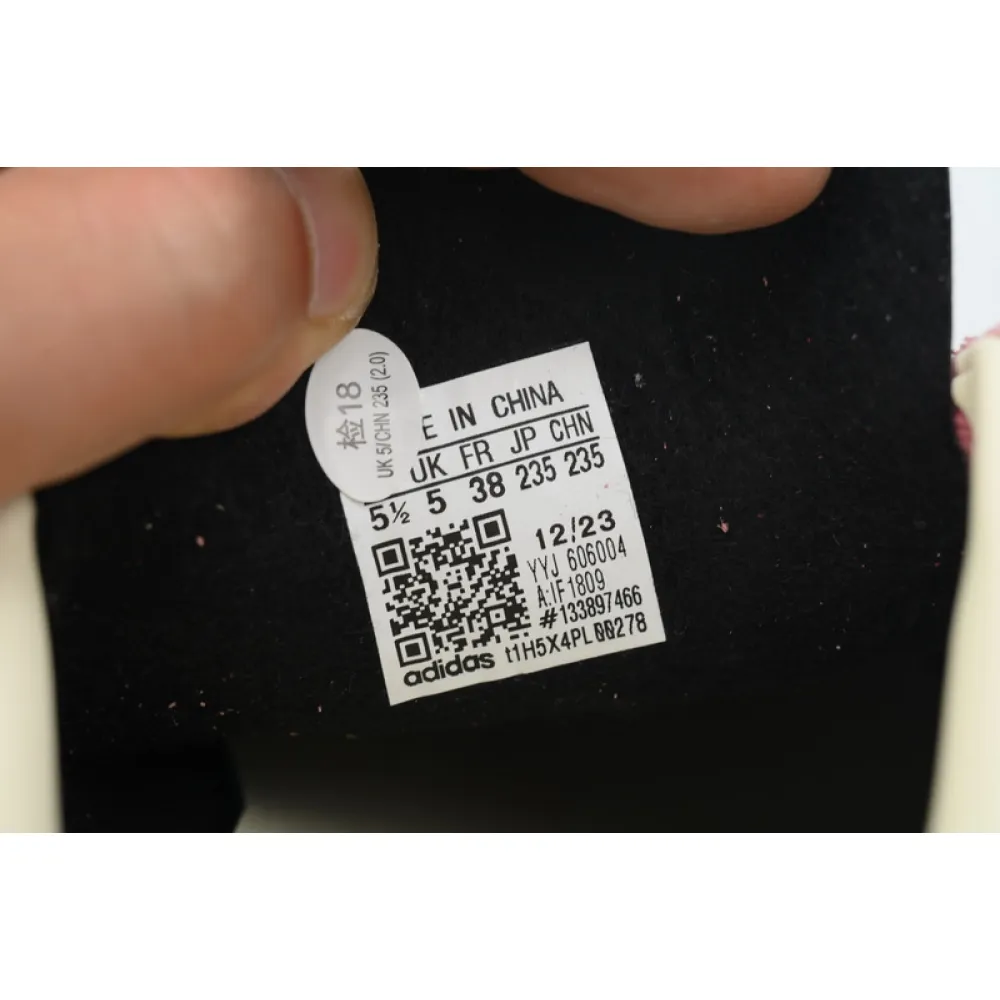 检18
UK 5/CHN 235 (2.0)
E IN CHINA
UK FR JP CHN
5½ 5 38 235 235
12/23
YYJ 606004
A:IF1809
#133897466
adidas t1H5X4PL00278